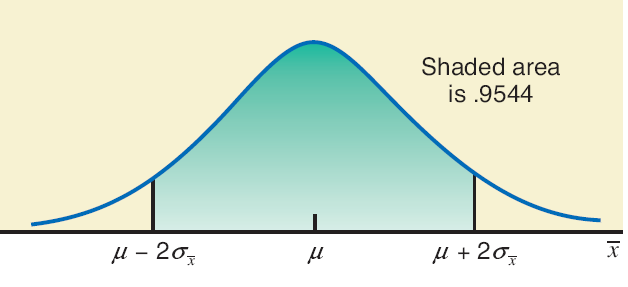 Shaded area
is .9544
μ – 2σx̅
μ
μ + 2σx̅
x̅